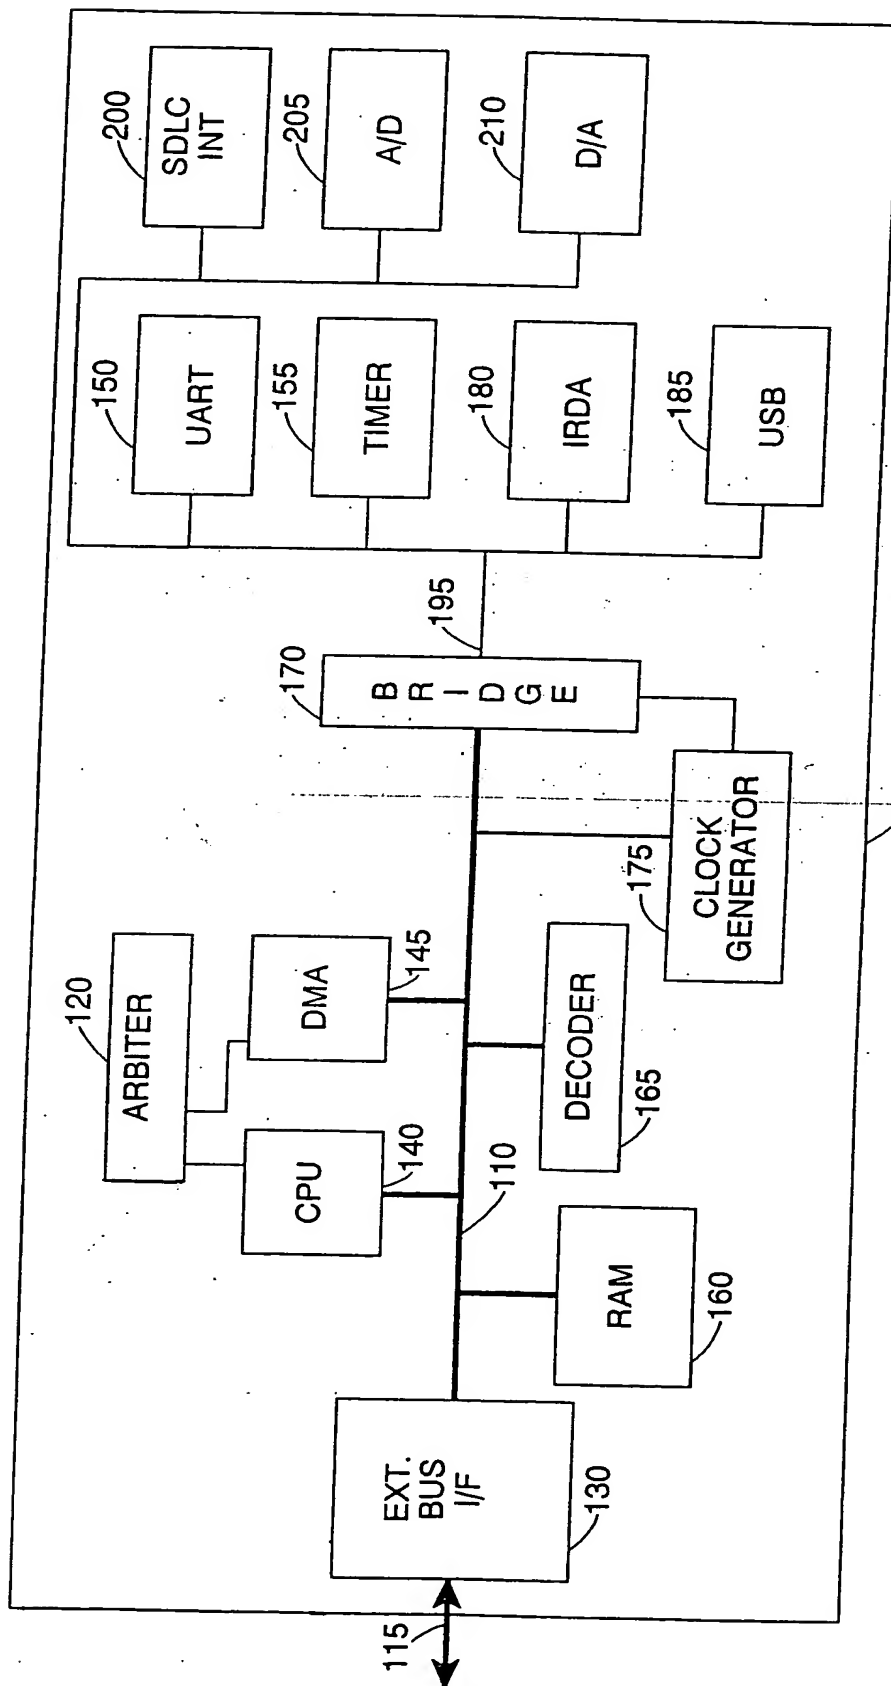 120
ARBITER
CPU
140
DMA
145
170
BRIDGE
195
150
UART
155
TIMER
180
IRDA
185
USB
200
SDLC
INT
205
A/D
210
D/A
115
EXT.
BUS
I/F
130
110
RAM
160
DECODER
165
175
CLOCK
GENERATOR